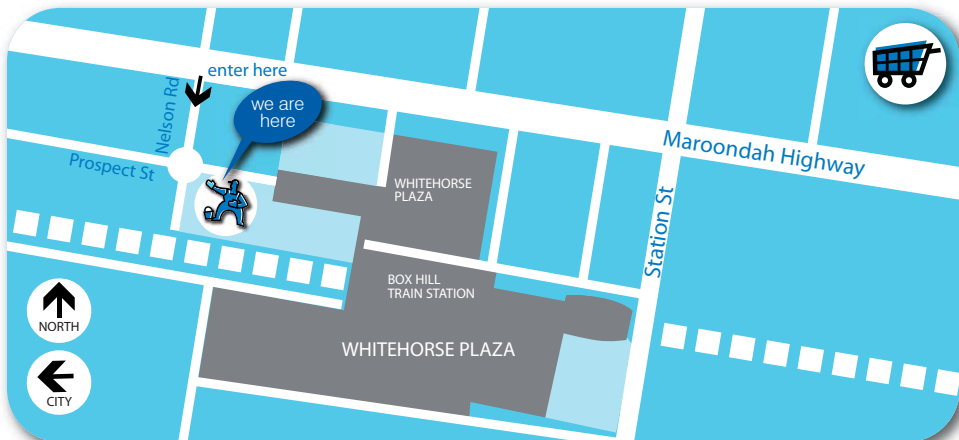 enter here
Nelson Rd
we are
here
Prospect St
Maroondah Highway
WHITEHORSE
PLAZA
Station St
BOX HILL
TRAIN STATION
NORTH
WHITEHORSE PLAZA
CITY